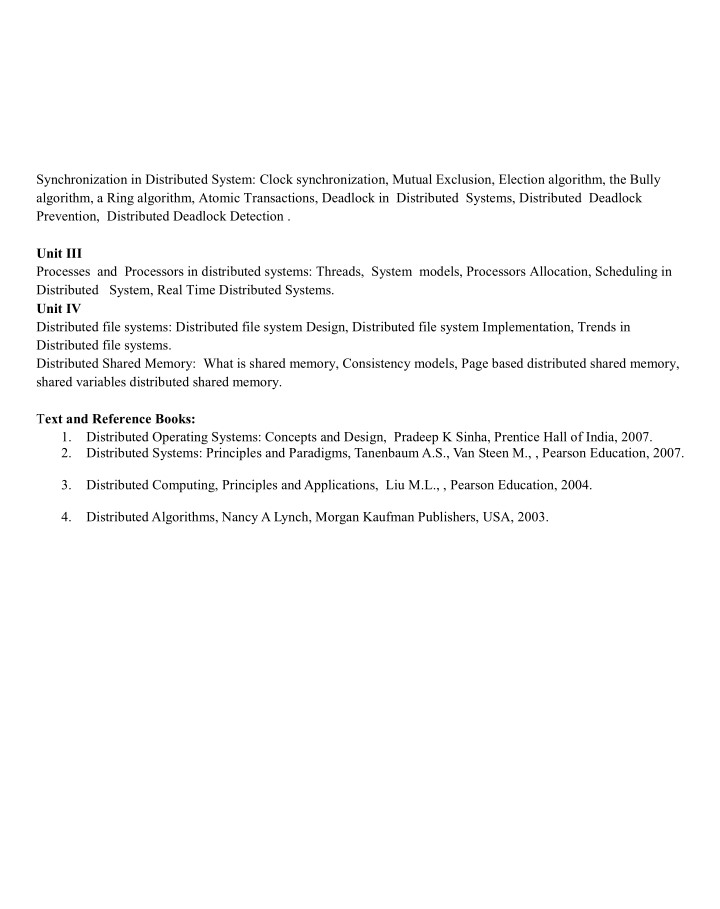 Synchronization in Distributed System: Clock synchronization, Mutual Exclusion, Election algorithm, the Bully
algorithm, a Ring algorithm, Atomic Transactions, Deadlock in Distributed Systems, Distributed Deadlock
Prevention, Distributed Deadlock Detection .
Unit III
Processes and Processors in distributed systems: Threads, System models, Processors Allocation, Scheduling in
Distributed System, Real Time Distributed Systems.
Unit IV
Distributed file systems: Distributed file system Design, Distributed file system Implementation, Trends in
Distributed file systems.
Distributed Shared Memory: What is shared memory, Consistency models, Page based distributed shared memory,
shared variables distributed shared memory.
Text and Reference Books:
1. Distributed Operating Systems: Concepts and Design, Pradeep K Sinha, Prentice Hall of India, 2007.
2. Distributed Systems: Principles and Paradigms, Tanenbaum A.S., Van Steen M., , Pearson Education, 2007.
3. Distributed Computing, Principles and Applications, Liu M.L., , Pearson Education, 2004.
4. Distributed Algorithms, Nancy A Lynch, Morgan Kaufman Publishers, USA, 2003.